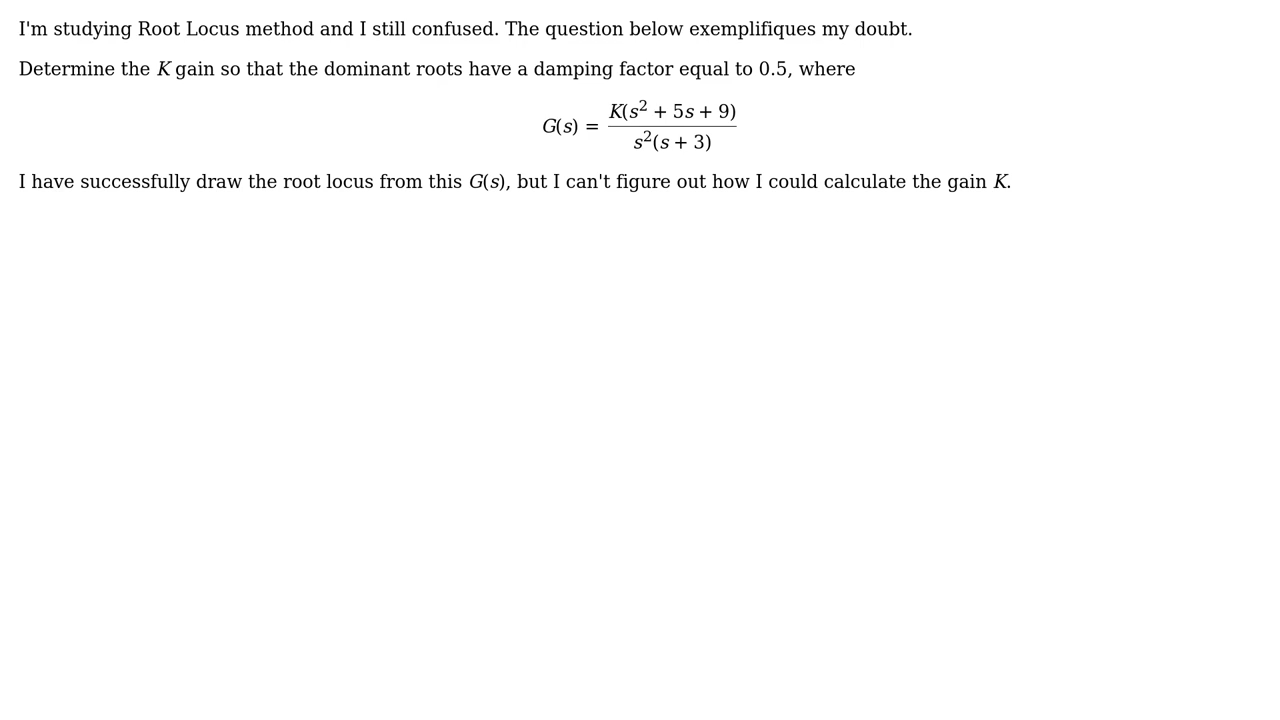 I'm studying Root Locus method and I still confused. The question below exemplifiques my doubt.
Determine the K gain so that the dominant roots have a damping factor equal to 0.5, where
G(s) = K(s² + 5s + 9) / s²(s + 3)
I have successfully draw the root locus from this G(s), but I can't figure out how I could calculate the gain K.